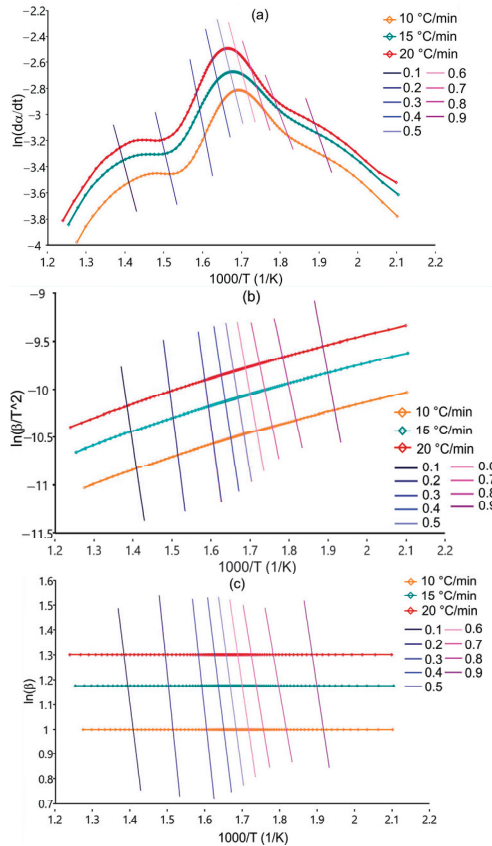 (a)
10 °C/min
15 °C/min
20 °C/min
0.1
0.2
0.3
0.4
0.5
0.6
0.7
0.8
0.9
ln(dα/dt)
−2.2
−2.6
−3
−3.4
−3.8
−3.2
−3.6
−4
1.2 1.3 1.4 1.5 1.6 1.7 1.8 1.9 2 2.1 2.2
1000/T (1/K)
(b)
ln(β/T^2)
−9
−9.5
−10
−10.5
−11
−11.5
10 °C/min
15 °C/min
20 °C/min
0.1
0.2
0.3
0.4
0.5
0.7
0.8
0.9
1.2 1.3 1.4 1.5 1.6 1.7 1.8 1.9 2 2.1 2.2
1000/T (1/K)
(c)
ln(β)
1.6
1.5
1.4
1.3
1.2
1.1
1
0.9
0.8
0.7
10 °C/min
15 °C/min
20 °C/min
0.1
0.2
0.3
0.4
0.5
0.6
0.7
0.8
0.9
1.2 1.3 1.4 1.5 1.6 1.7 1.8 1.9 2 2.1 2.2
1000/T (1/K)